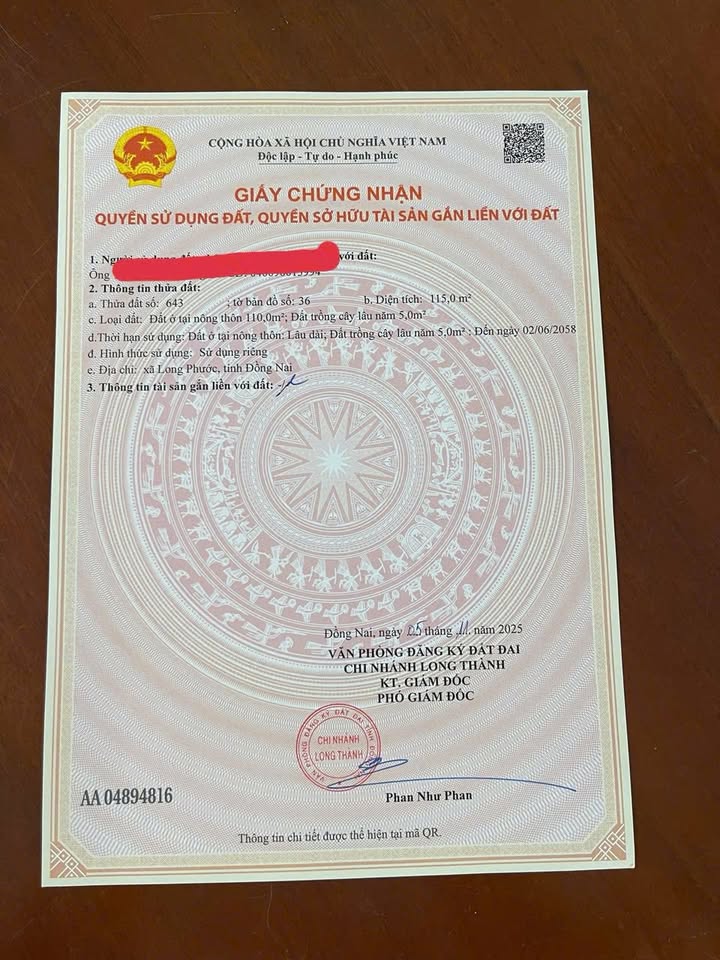 CỘNG HÒA XÃ HỘI CHỦ NGHĨA VIỆT NAM
Độc lập - Tự do - Hạnh phúc
GIẤY CHỨNG NHẬN
QUYỀN SỬ DỤNG ĐẤT, QUYỀN SỞ HỮU TÀI SẢN GẮN LIỀN VỚI ĐẤT
1. với đất:
Ông
2. Thông tin thửa đất:
a. Thửa đất số: 643 ; tờ bản đồ số: 36 b. Diện tích: 115,0 m²
c. Loại đất: Đất ở tại nông thôn 110,0m²; Đất trồng cây lâu năm 5,0m²
d.Thời hạn sử dụng: Đất ở tại nông thôn: Lâu dài; Đất trồng cây lâu năm 5,0m² : Đến ngày 02/06/2058
đ. Hình thức sử dụng: Sử dụng riêng
e. Địa chỉ: xã Long Phước, tỉnh Đồng Nai
3. Thông tin tài sản gắn liền với đất: -/-
Đồng Nai, ngày 05 tháng 11. năm 2025
VĂN PHÒNG ĐĂNG KÝ ĐẤT ĐAI
CHI NHÁNH LONG THÀNH
KT. GIÁM ĐỐC
PHÓ GIÁM ĐỐC
VĂN PHÒNG ĐĂNG KÝ ĐẤT ĐAI TỈNH
CHI NHÁNH
LONG THÀNH
AA 04894816
Phan Như Phan
Thông tin chi tiết được thể hiện tại mã QR.